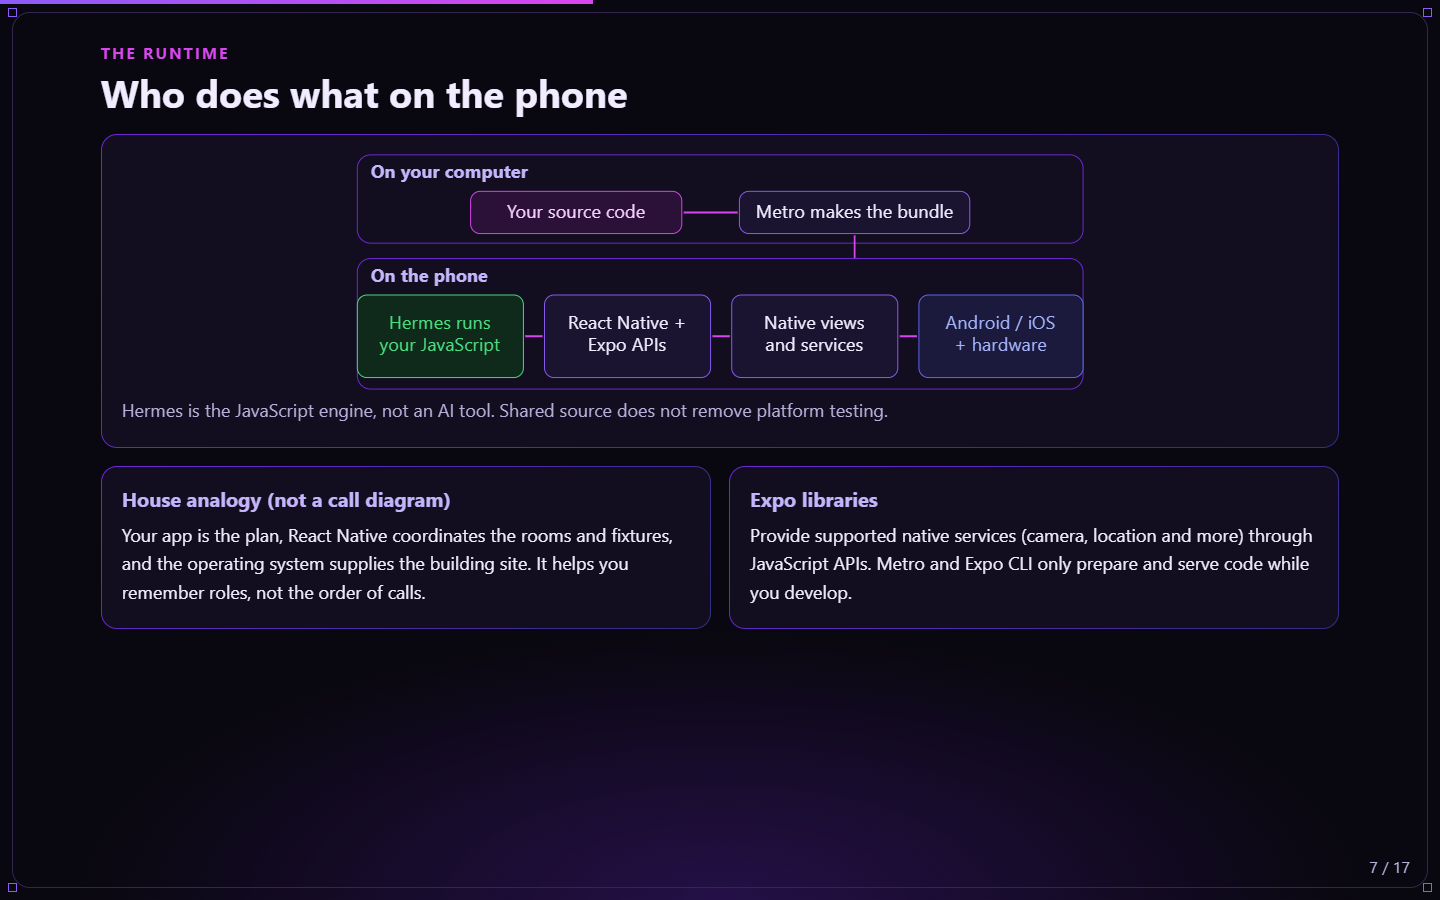 THE RUNTIME
Who does what on the phone
On your computer
Your source code
Metro makes the bundle
On the phone
Hermes runs
your JavaScript
React Native +
Expo APIs
Native views
and services
Android / iOS
+ hardware
Hermes is the JavaScript engine, not an AI tool. Shared source does not remove platform testing.
House analogy (not a call diagram)
Your app is the plan, React Native coordinates the rooms and fixtures,
and the operating system supplies the building site. It helps you
remember roles, not the order of calls.
Expo libraries
Provide supported native services (camera, location and more) through
JavaScript APIs. Metro and Expo CLI only prepare and serve code while
you develop.
7 / 17